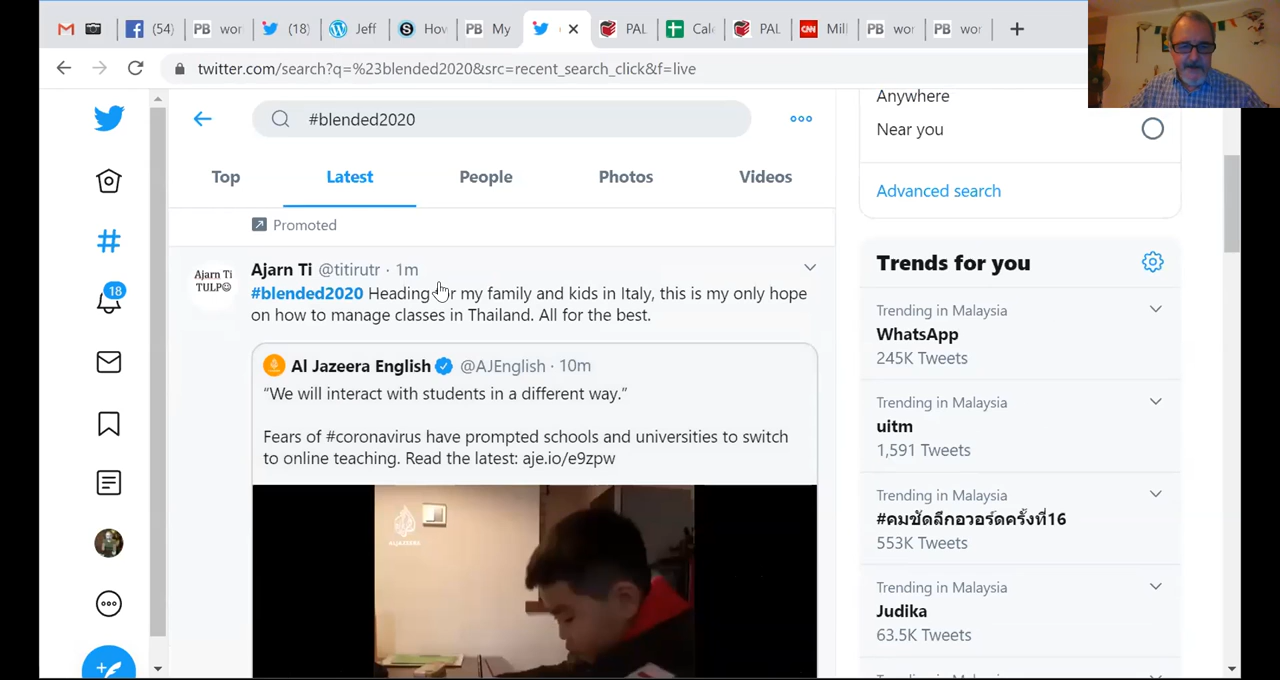 (54)
PB wor
(18)
Jeff
Hov
PB My
PAL
Cal
PAL
CNN Mill
PB wor
PB wor
twitter.com/search?q=%23blended2020&src=recent_search_click&f=live
#blended2020
Top
Latest
People
Photos
Videos
Promoted
Ajarn Ti
TULP☺
Ajarn Ti @titirutr · 1m
#blended2020 Heading for my family and kids in Italy, this is my only hope
on how to manage classes in Thailand. All for the best.
Al Jazeera English @AJEnglish · 10m
“We will interact with students in a different way.”
Fears of #coronavirus have prompted schools and universities to switch
to online teaching. Read the latest: aje.io/e9zpw
ALJAZEERA
18
Anywhere
Near you
Advanced search
Trends for you
Trending in Malaysia
WhatsApp
245K Tweets
Trending in Malaysia
uitm
1,591 Tweets
Trending in Malaysia
#คมชัดลึกอวอร์ดครั้งที่16
553K Tweets
Trending in Malaysia
Judika
63.5K Tweets